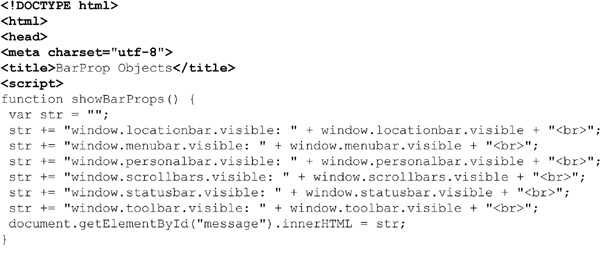 <!DOCTYPE html>
<html>
<head>
<meta charset="utf-8">
<title>BarProp Objects</title>
<script>
function showBarProps() {
 var str = "";
 str += "window.locationbar.visible: " + window.locationbar.visible + "<br>";
 str += "window.menubar.visible: " + window.menubar.visible + "<br>";
 str += "window.personalbar.visible: " + window.personalbar.visible + "<br>";
 str += "window.scrollbars.visible: " + window.scrollbars.visible + "<br>";
 str += "window.statusbar.visible: " + window.statusbar.visible + "<br>";
 str += "window.toolbar.visible: " + window.toolbar.visible + "<br>";
 document.getElementById("message").innerHTML = str;
}